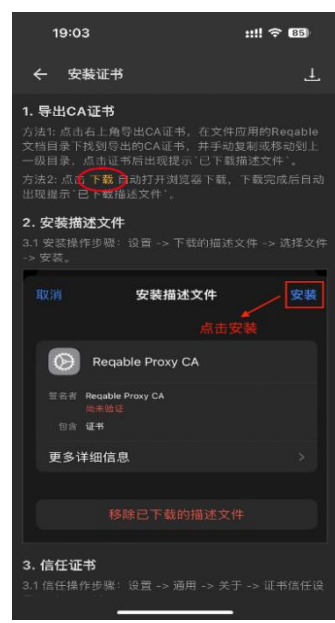 19:03
85
安装证书
1. 导出CA证书
方法1: 点击右上角导出CA证书，在文件应用的Reqable
文档目录下找到导出的CA证书，并手动复制或移动到上
一级目录，点击证书后出现提示`已下载描述文件`。
方法2: 点击 下载 自动打开浏览器下载，下载完成后自动
出现提示`已下载描述文件`。
2. 安装描述文件
3.1 安装操作步骤：设置 -> 下载的描述文件 -> 选择文件
-> 安装。
取消 安装描述文件 安装
点击安装
Reqable Proxy CA
签名者 Reqable Proxy CA
尚未验证
包含 证书
更多详细信息
移除已下载的描述文件
3. 信任证书
3.1 信任操作步骤：设置 -> 通用 -> 关于 -> 证书信任设